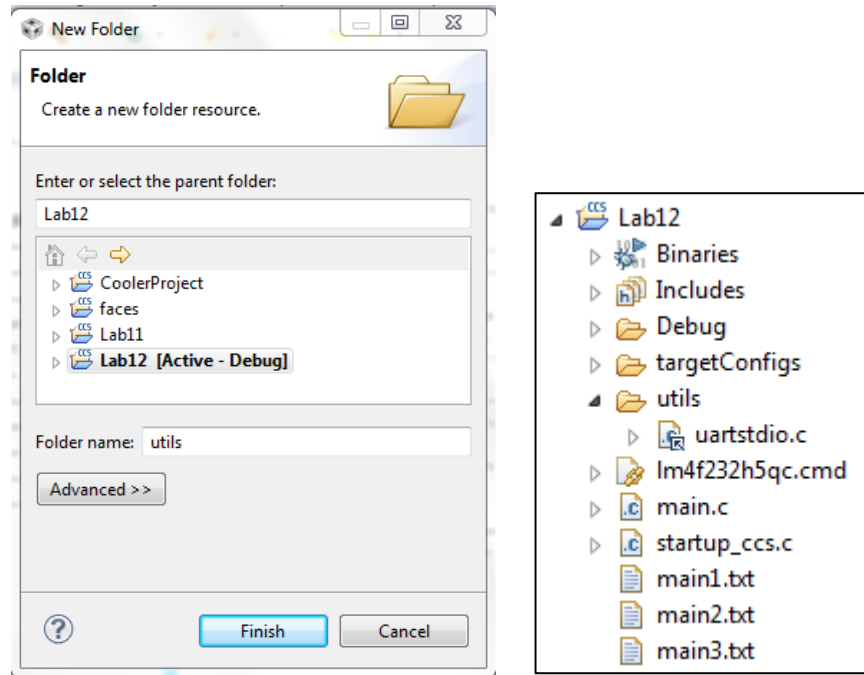 New Folder
Folder
Create a new folder resource.
Enter or select the parent folder:
Lab12
CoolerProject
faces
Lab11
Lab12 [Active - Debug]
Folder name: utils
Advanced >>
Finish Cancel
Lab12
Binaries
Includes
Debug
targetConfigs
utils
uartstdio.c
lm4f232h5qc.cmd
main.c
startup_ccs.c
main1.txt
main2.txt
main3.txt